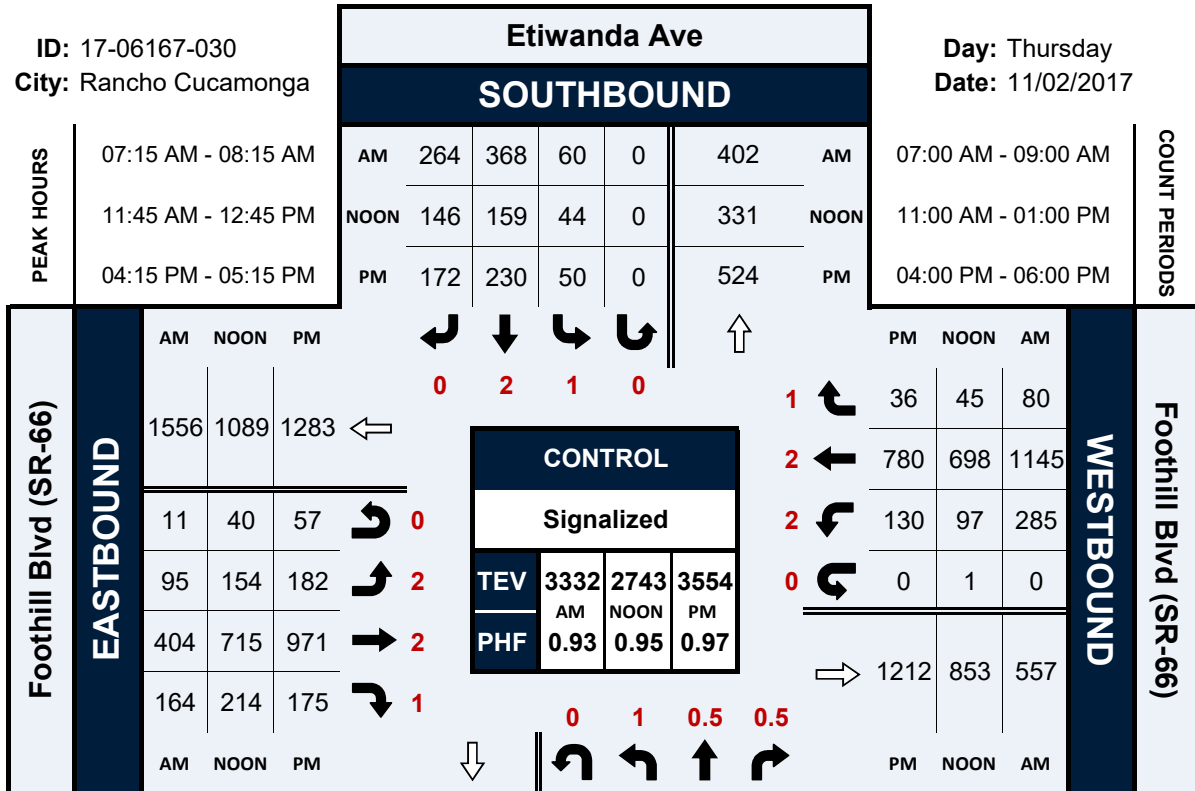 ID: 17-06167-030
City: Rancho Cucamonga
Etiwanda Ave
SOUTHBOUND
Day: Thursday
Date: 11/02/2017
PEAK HOURS
07:15 AM - 08:15 AM
11:45 AM - 12:45 PM
04:15 PM - 05:15 PM
AM 264 368 60 0 402 AM
NOON 146 159 44 0 331 NOON
PM 172 230 50 0 524 PM
07:00 AM - 09:00 AM
11:00 AM - 01:00 PM
04:00 PM - 06:00 PM
COUNT PERIODS
0 2 1 0
Foothill Blvd (SR-66)
EASTBOUND
AM NOON PM
1556 1089 1283
11 40 57 0
95 154 182 2
404 715 971 2
164 214 175 1
AM NOON PM
CONTROL
Signalized
TEV 3332 2743 3554
AM NOON PM
PHF 0.93 0.95 0.97
PM NOON AM
1 36 45 80
2 780 698 1145
2 130 97 285
0 0 1 0
1212 853 557
PM NOON AM
WESTBOUND
Foothill Blvd (SR-66)
0 1 0.5 0.5